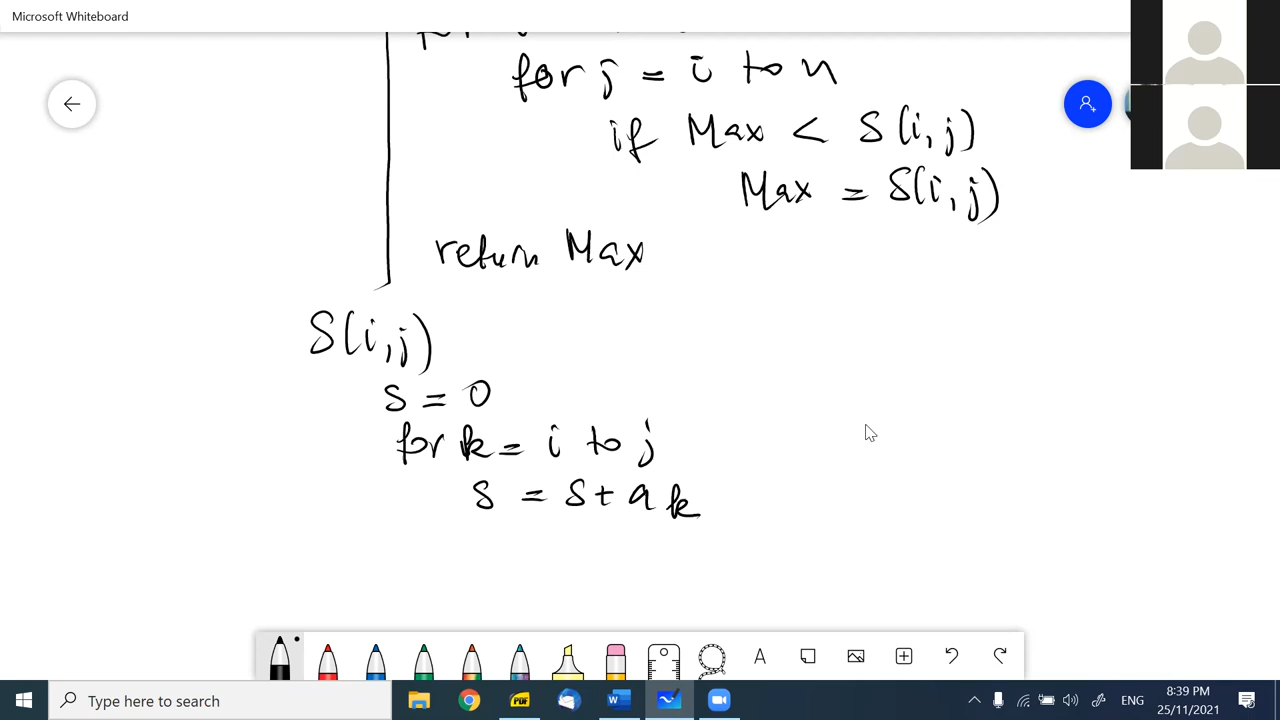 Microsoft Whiteboard
for j = i to n
if Max < S(i,j)
Max = S(i,j)
return Max
S(i,j)
s = 0
for k = i to j
s = s + a k
Type here to search
ENG
8:39 PM
25/11/2021